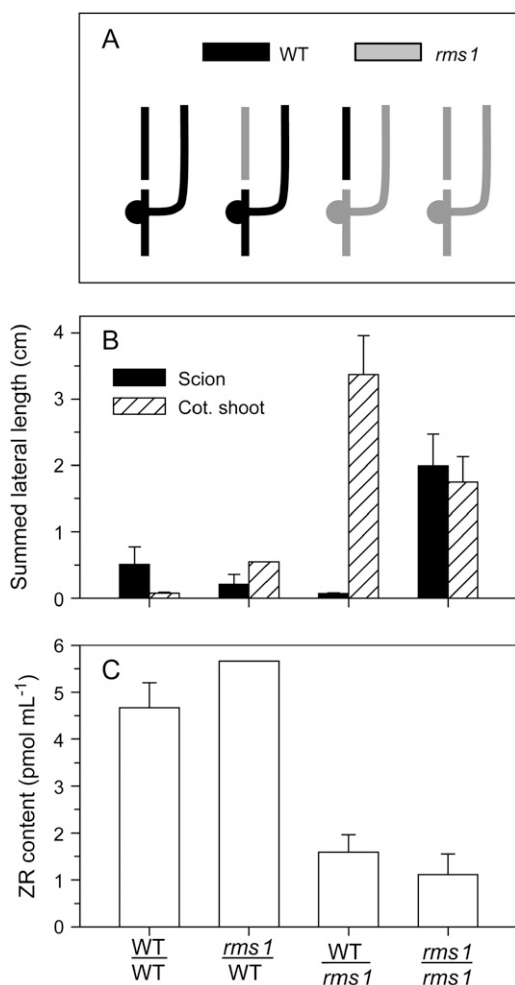 A
WT rms1
Summed lateral length (cm)
B
Scion
Cot. shoot
4
3
2
1
0
ZR content (pmol mL⁻¹)
C
6
5
4
3
2
1
0
WT rms1 WT rms1
WT WT rms1 rms1